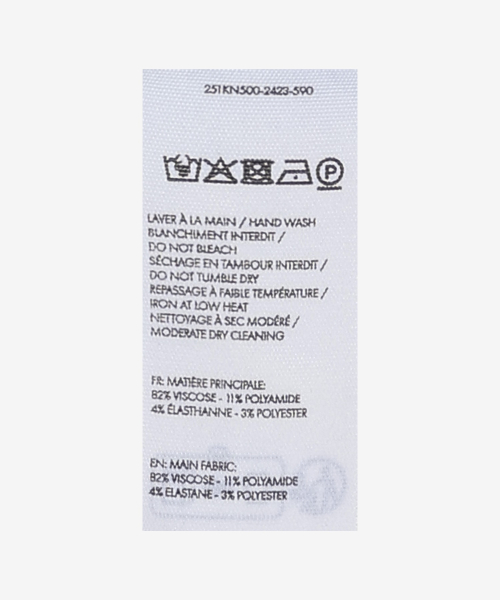 251KN500-2423-590
P
LAVER À LA MAIN / HAND WASH
BLANCHIMENT INTERDIT /
DO NOT BLEACH
SÉCHAGE EN TAMBOUR INTERDIT /
DO NOT TUMBLE DRY
REPASSAGE À FAIBLE TEMPÉRATURE /
IRON AT LOW HEAT
NETTOYAGE À SEC MODÉRÉ /
MODERATE DRY CLEANING
FR: MATIÈRE PRINCIPALE:
82% VISCOSE - 11% POLYAMIDE
4% ÉLASTHANNE - 3% POLYESTER
EN: MAIN FABRIC:
82% VISCOSE - 11% POLYAMIDE
4% ELASTANE - 3% POLYESTER